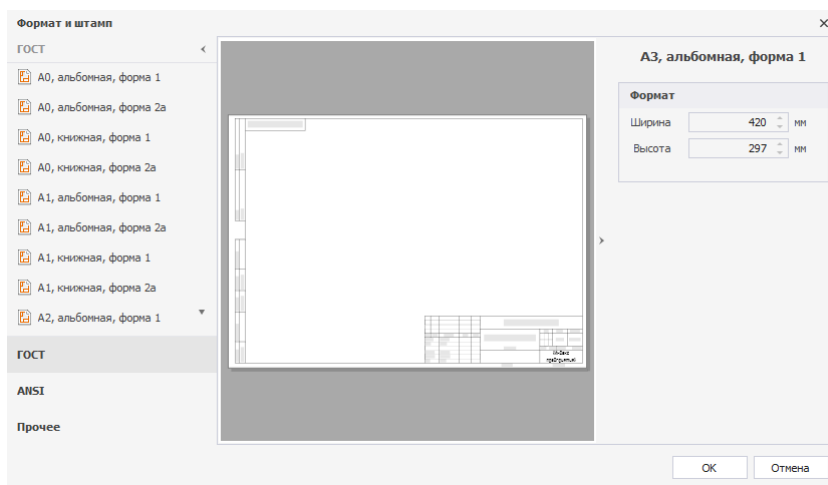 Формат и штамп
ГОСТ
А0, альбомная, форма 1
А0, альбомная, форма 2а
А0, книжная, форма 1
А0, книжная, форма 2а
А1, альбомная, форма 1
А1, альбомная, форма 2а
А1, книжная, форма 1
А1, книжная, форма 2а
А2, альбомная, форма 1
ГОСТ
ANSI
Прочее
А3, альбомная, форма 1
Формат
Ширина 420 мм
Высота 297 мм
ОК Отмена